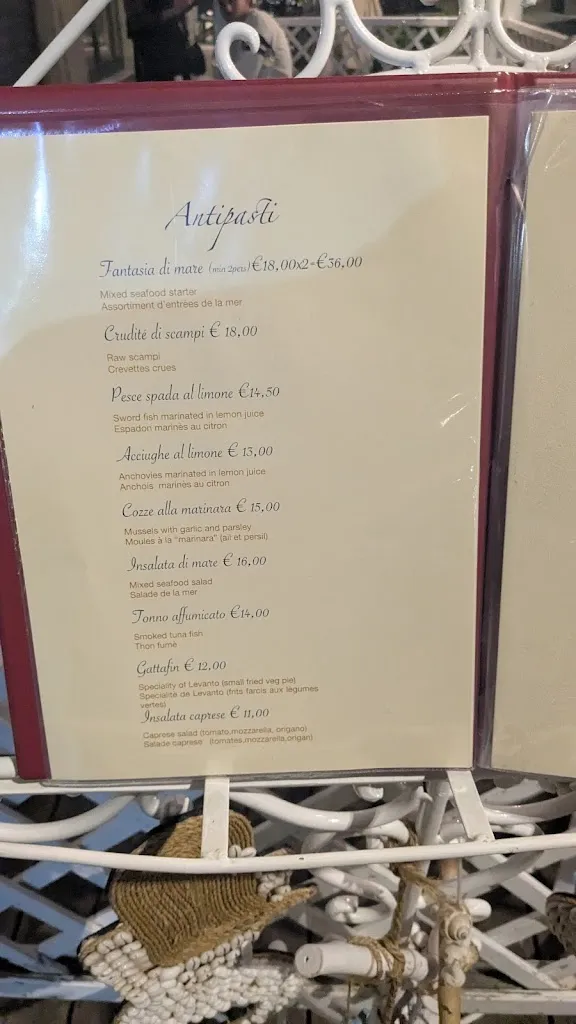 Antipasti
Fantasia di mare (min 2pers) €18,00x2=€36,00
Mixed seafood starter
Assortiment d'entrèes de la mer
Crudité di scampi € 18,00
Raw scampi
Crevettes crues
Pesce spada al limone €14,50
Sword fish marinated in lemon juice
Espadon marinès au citron
Acciughe al limone € 13,00
Anchovies marinated in lemon juice
Anchois marinès au citron
Cozze alla marinara € 15,00
Mussels with garlic and parsley
Moules à la "marinara" (ail et persil)
Insalata di mare € 16,00
Mixed seafood salad
Salade de la mer
Tonno affumicato €14,00
Smoked tuna fish
Thon fumè
Gattafin € 12,00
Speciality of Levanto (small fried veg pie)
Specialitè de Levanto (frits farcis aux lègumes
vertes)
Insalata caprese € 11,00
Caprese salad (tomato,mozzarella, origano)
Salade caprese (tomates,mozzarella,origan)